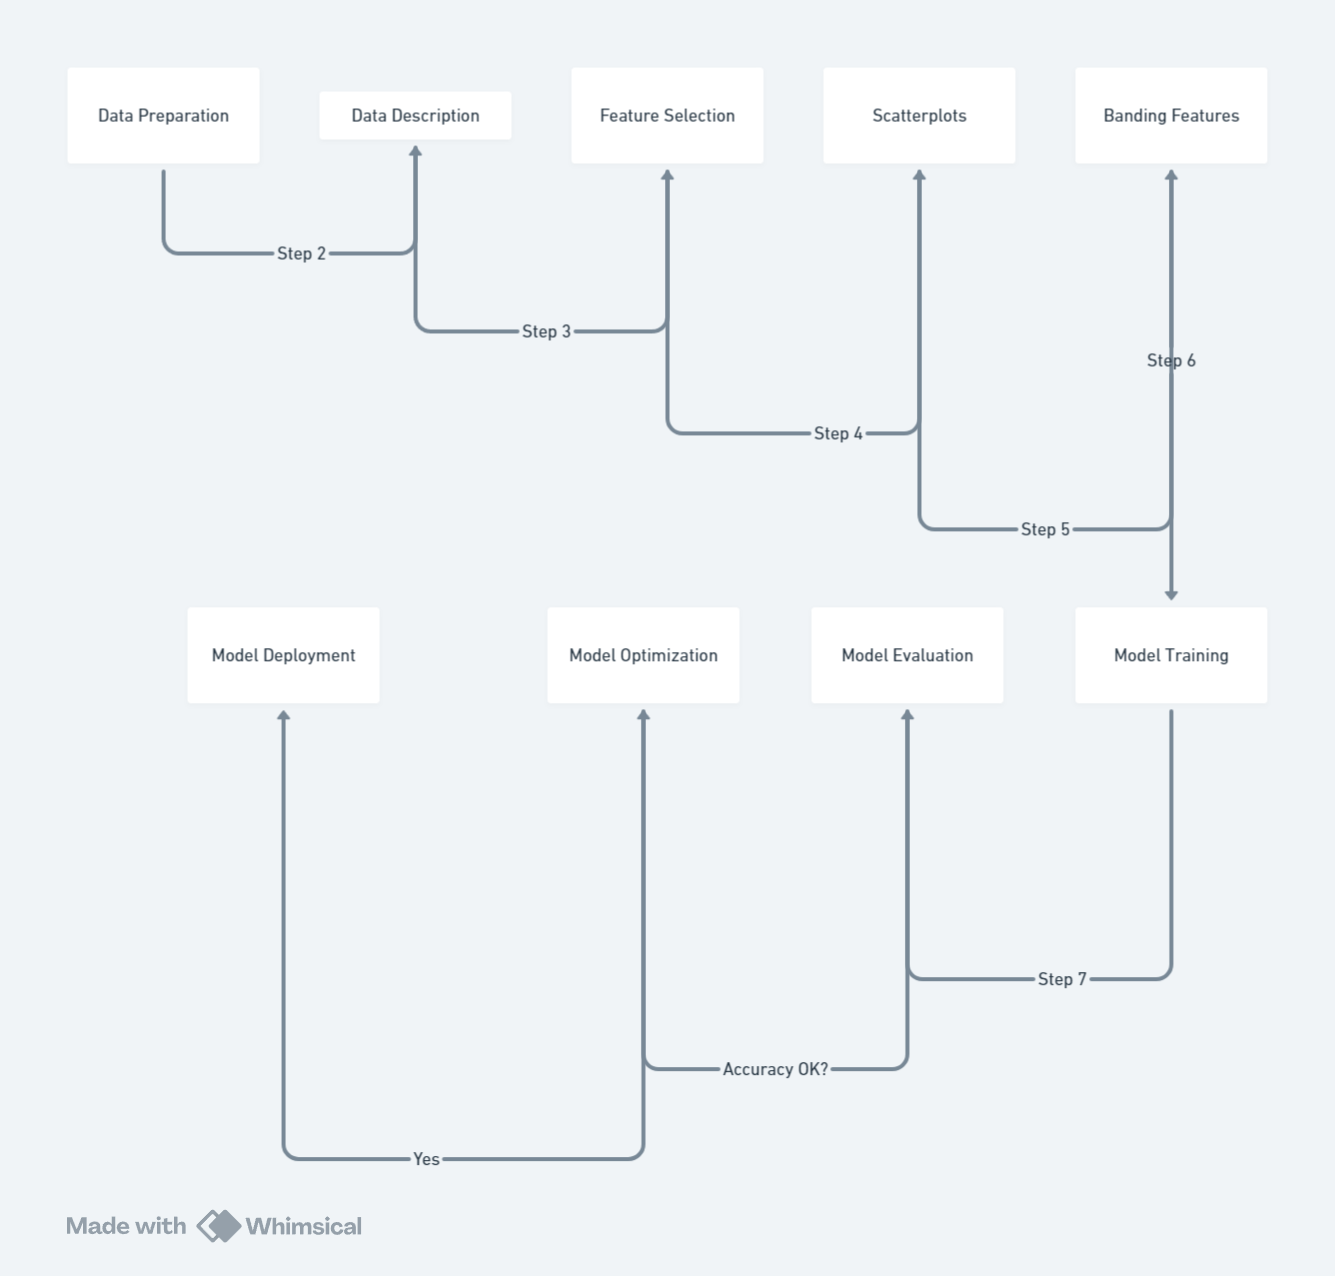 Data Preparation
Data Description
Feature Selection
Scatterplots
Banding Features
Step 2
Step 3
Step 6
Step 4
Step 5
Model Deployment
Model Optimization
Model Evaluation
Model Training
Step 7
Accuracy OK?
Yes
Made with Whimsical